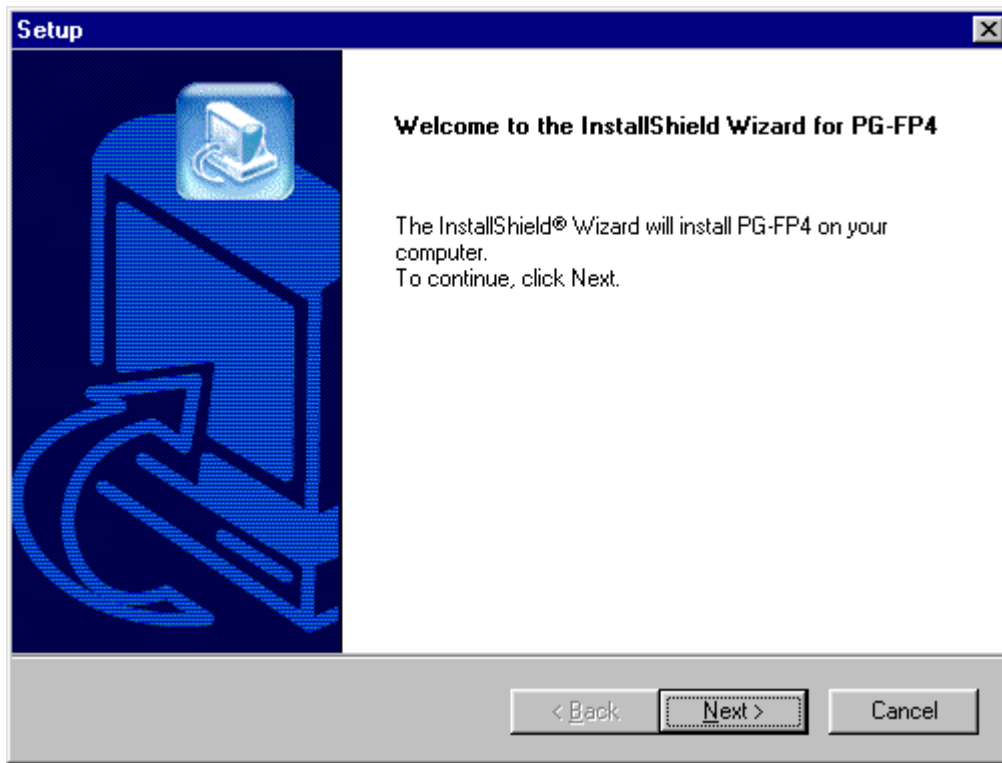 Setup
Welcome to the InstallShield Wizard for PG-FP4
The InstallShield® Wizard will install PG-FP4 on your
computer.
To continue, click Next.
< Back
Next >
Cancel